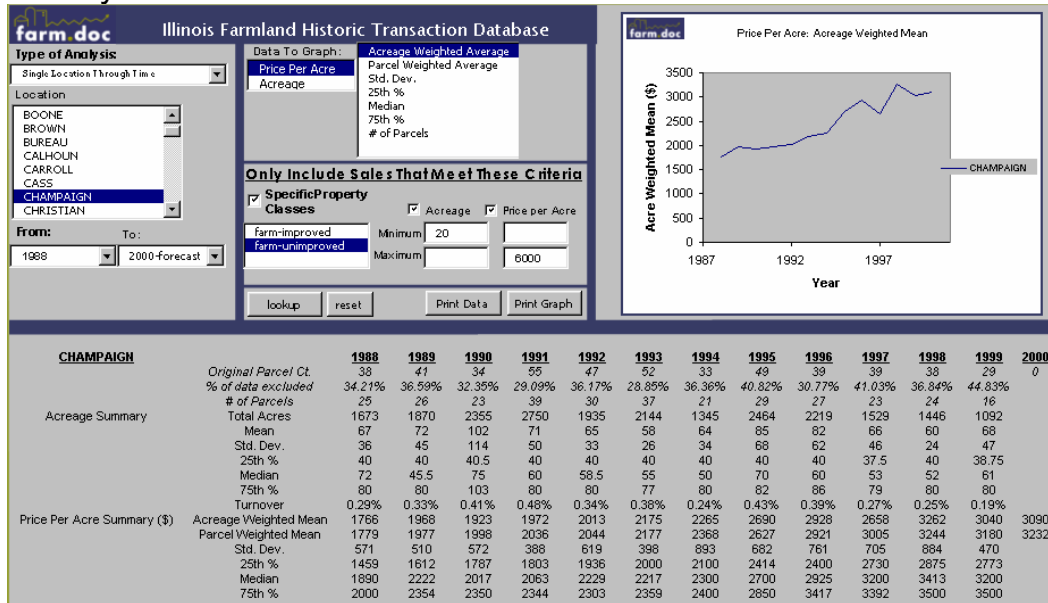 farm.doc
Illinois Farmland Historic Transaction Database
Type of Analysis:
Single Location Through Time
Location
BOONE
BROWN
BUREAU
CALHOUN
CARROLL
CASS
CHAMPAIGN
CHRISTIAN
From: To:
1988 2000-forecast
Data To Graph:
Price Per Acre
Acreage
Acreage Weighted Average
Parcel Weighted Average
Std. Dev.
25th %
Median
75th %
# of Parcels
Only Include Sales That Meet These Criteria
Specific Property
Classes
Acreage Price per Acre
farm-improved
farm-unimproved
Minimum 20
Maximum 6000
lookup reset Print Data Print Graph
farm.doc
Price Per Acre: Acreage Weighted Mean
Acre Weighted Mean ($)
3500
3000
2500
2000
1500
1000
500
0
1987 1992 1997
Year
CHAMPAIGN
CHAMPAIGN 1988 1989 1990 1991 1992 1993 1994 1995 1996 1997 1998 1999 2000
Original Parcel Ct. 38 41 34 55 47 52 33 49 39 39 38 29 0
% of data excluded 34.21% 36.59% 32.35% 29.09% 36.17% 28.85% 36.36% 40.82% 30.77% 41.03% 36.84% 44.83%
# of Parcels 25 26 23 39 30 37 21 29 27 23 24 16
Acreage Summary Total Acres 1673 1870 2355 2750 1935 2144 1345 2464 2219 1529 1446 1092
Mean 67 72 102 71 65 58 64 85 82 66 60 68
Std. Dev. 36 45 114 50 33 26 34 68 62 46 24 47
25th % 40 40 40.5 40 40 40 40 40 40 37.5 40 38.75
Median 72 45.5 75 60 58.5 55 50 70 60 53 52 61
75th % 80 80 103 80 80 77 80 82 86 79 80 80
Turnover 0.29% 0.33% 0.41% 0.48% 0.34% 0.38% 0.24% 0.43% 0.39% 0.27% 0.25% 0.19%
Price Per Acre Summary ($) Acreage Weighted Mean 1766 1968 1923 1972 2013 2175 2265 2690 2928 2658 3262 3040 3090
Parcel Weighted Mean 1779 1977 1998 2036 2044 2177 2368 2627 2921 3005 3244 3180 3232
Std. Dev. 571 510 572 388 619 398 893 682 761 705 884 470
25th % 1459 1612 1787 1803 1936 2000 2100 2414 2400 2730 2875 2773
Median 1890 2222 2017 2063 2229 2217 2300 2700 2925 3200 3413 3200
75th % 2000 2354 2350 2344 2303 2359 2400 2850 3417 3392 3500 3500